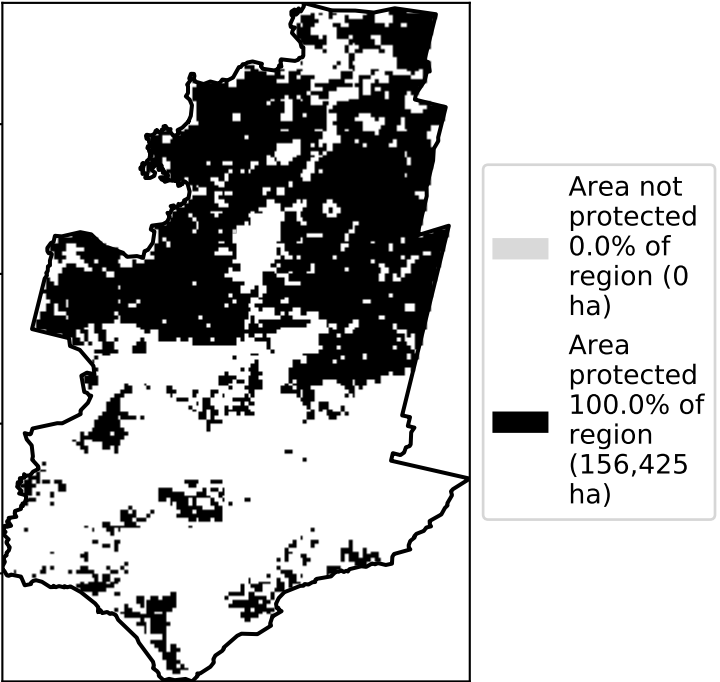 Area not
protected
0.0% of
region (0
ha)
Area
protected
100.0% of
region
(156,425
ha)